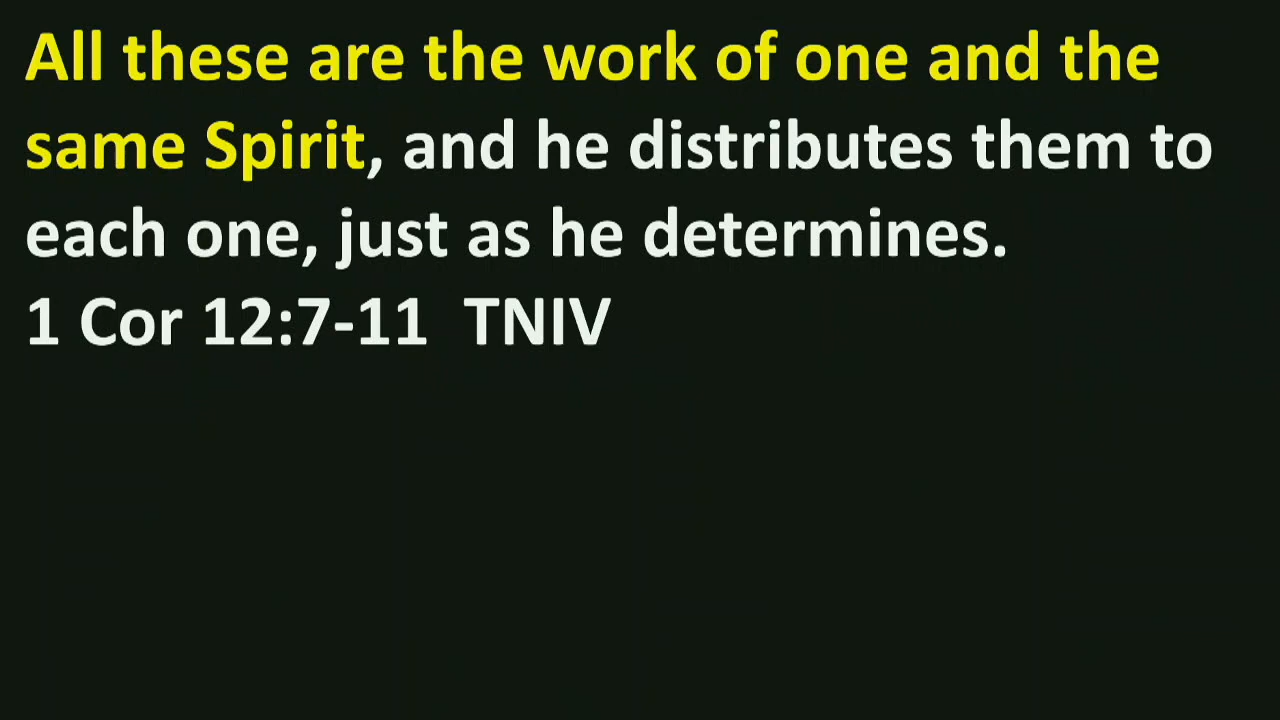 All these are the work of one and the
same Spirit, and he distributes them to
each one, just as he determines.
1 Cor 12:7-11 TNIV